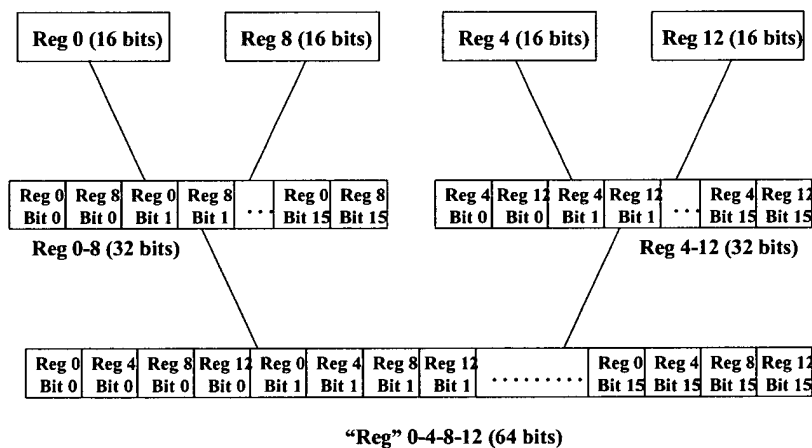 Reg 0 (16 bits) Reg 8 (16 bits) Reg 4 (16 bits) Reg 12 (16 bits)
Reg 0 Reg 8 Reg 0 Reg 8 Reg 0 Reg 8 Reg 4 Reg 12 Reg 4 Reg 12 Reg 4 Reg 12
Bit 0 Bit 0 Bit 1 Bit 1 ... Bit 15 Bit 15 Bit 0 Bit 0 Bit 1 Bit 1 ... Bit 15 Bit 15
Reg 0-8 (32 bits) Reg 4-12 (32 bits)
Reg 0 Reg 4 Reg 8 Reg 12 Reg 0 Reg 4 Reg 8 Reg 12 Reg 0 Reg 4 Reg 8 Reg 12
Bit 0 Bit 0 Bit 0 Bit 0 Bit 1 Bit 1 Bit 1 Bit 1 ......... Bit 15 Bit 15 Bit 15 Bit 15
“Reg” 0-4-8-12 (64 bits)